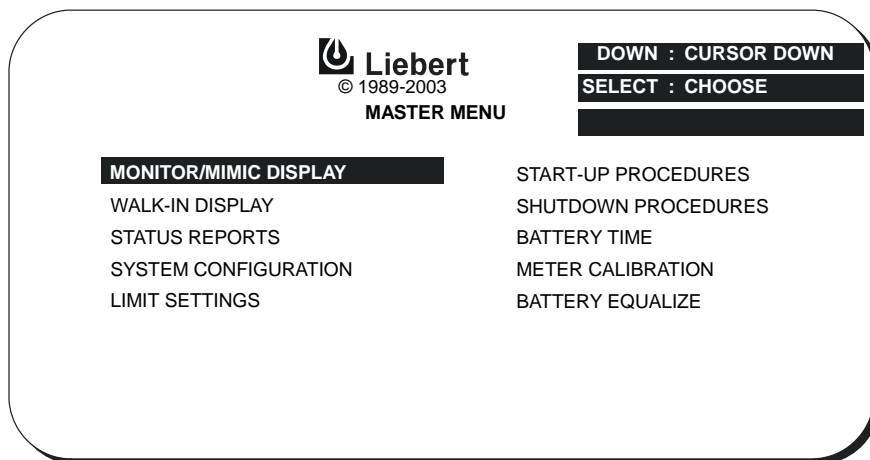 Liebert
© 1989-2003
MASTER MENU
DOWN : CURSOR DOWN
SELECT : CHOOSE
MONITOR/MIMIC DISPLAY
WALK-IN DISPLAY
STATUS REPORTS
SYSTEM CONFIGURATION
LIMIT SETTINGS
START-UP PROCEDURES
SHUTDOWN PROCEDURES
BATTERY TIME
METER CALIBRATION
BATTERY EQUALIZE